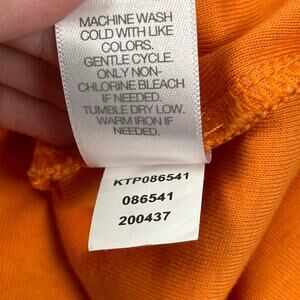 MACHINE WASH
COLD WITH LIKE
COLORS.
GENTLE CYCLE.
ONLY NON-
CHLORINE BLEACH
IF NEEDED.
TUMBLE DRY LOW.
WARM IRON IF
NEEDED.
KTP086541
086541
200437